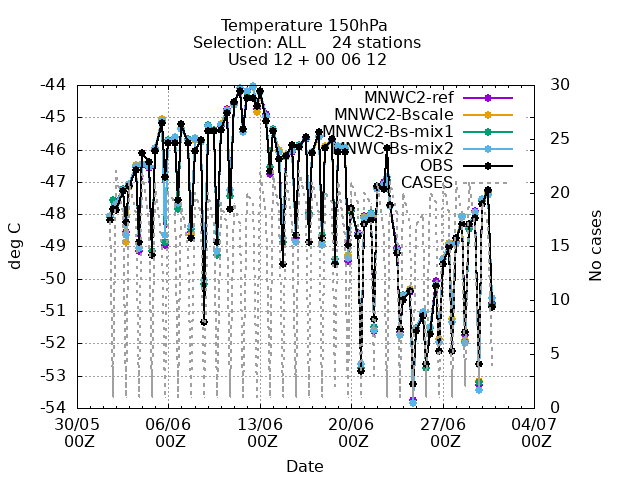 Temperature 150hPa
Selection: ALL 24 stations
Used 12 + 00 06 12
-44
-45
-46
-47
-48
-49
-50
-51
-52
-53
-54
deg C
30
25
20
15
10
5
0
No cases
MNWC2-ref
MNWC2-Bscale
MNWC2-Bs-mix1
MNWC2-Bs-mix2
OBS
CASES
30/05 06/06 13/06 20/06 27/06 04/07
00Z 00Z 00Z 00Z 00Z 00Z
Date